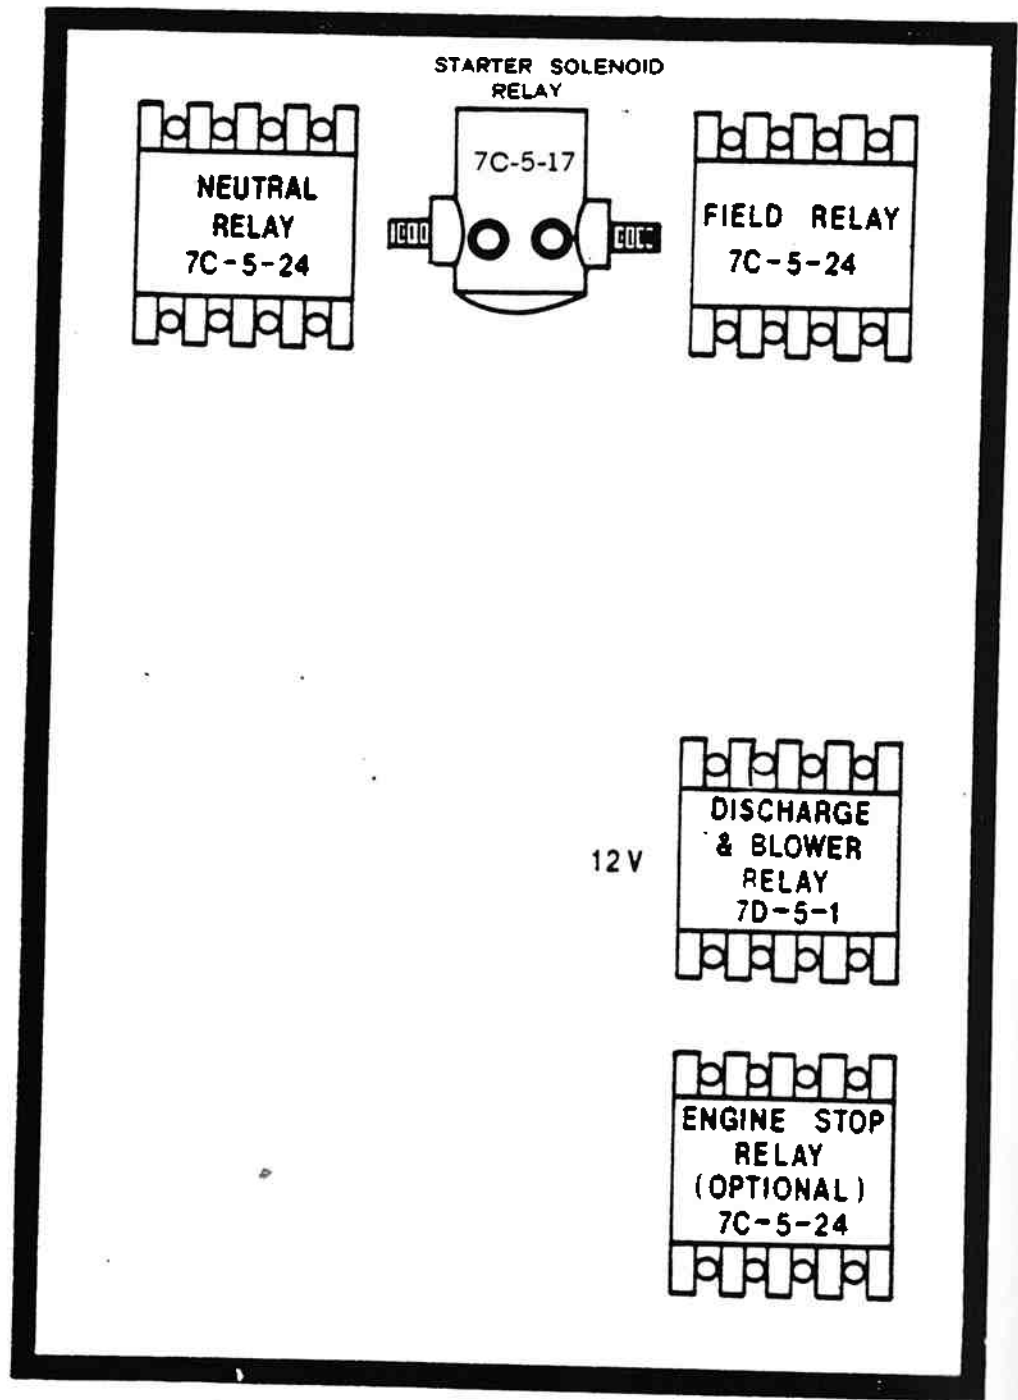 STARTER SOLENOID
RELAY
7C-5-17
NEUTRAL
RELAY
7C-5-24
FIELD RELAY
7C-5-24
12 V
DISCHARGE
& BLOWER
RELAY
7D-5-1
ENGINE STOP
RELAY
(OPTIONAL)
7C-5-24